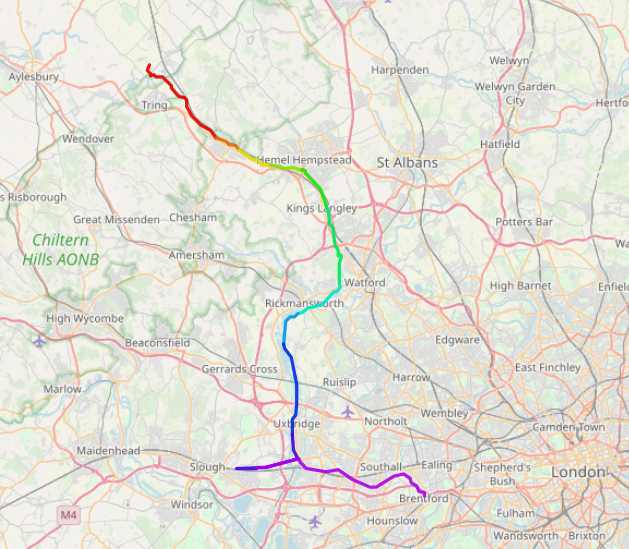 Welwyn
Harpenden
Aylesbury
Welwyn Garden
City
Tring
Hertfo
Wendover
Hatfield
Hemel Hempstead
St Albans
s Risborough
Kings Langley
Great Missenden
Chesham
Potters Bar
Chiltern
Hills AONB
Wa
Amersham
Watford
High Barnet
Enfie
Rickmansworth
High Wycombe
Edgware
Beaconsfield
Gerrards Cross
East Finchley
Ruislip
Harrow
Marlow
Wembley
Uxbridge
Northolt
Camden Town
Maidenhead
Slough
Southall
Ealing
Shepherd's
Bush
London
Brentford
Windsor
M4
Hounslow
Fulham
Wandsworth
Brixton